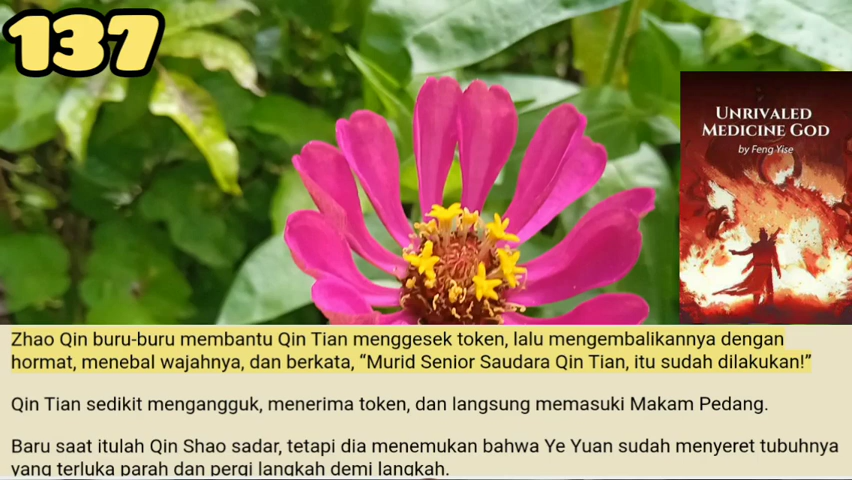 137
UNRIVALED
MEDICINE GOD
by Feng Yise
Zhao Qin buru-buru membantu Qin Tian menggesek token, lalu mengembalikannya dengan
hormat, menebal wajahnya, dan berkata, “Murid Senior Saudara Qin Tian, itu sudah dilakukan!”
Qin Tian sedikit mengangguk, menerima token, dan langsung memasuki Makam Pedang.
Baru saat itulah Qin Shao sadar, tetapi dia menemukan bahwa Ye Yuan sudah menyeret tubuhnya
yang terluka parah dan pergi langkah demi langkah.